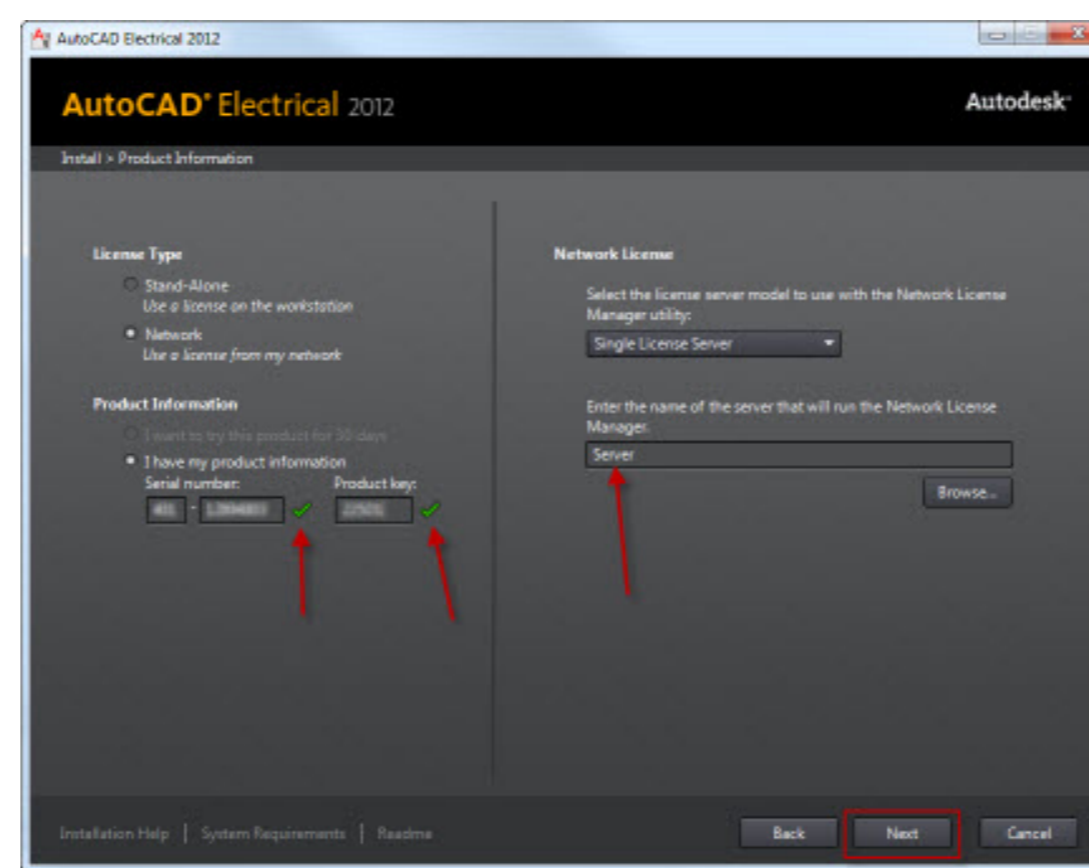 AutoCAD Electrical 2012
AutoCAD® Electrical 2012
Autodesk®
Install > Product Information
License Type
Stand-Alone
Use a license on the workstation
Network
Use a license from my network
Product Information
I want to try this product for 30 days
I have my product information
Serial number: Product key:
Network License
Select the license server model to use with the Network License
Manager utility:
Single License Server
Enter the name of the server that will run the Network License
Manager.
Server
Browse...
Installation Help | System Requirements | Readme
Back
Next
Cancel